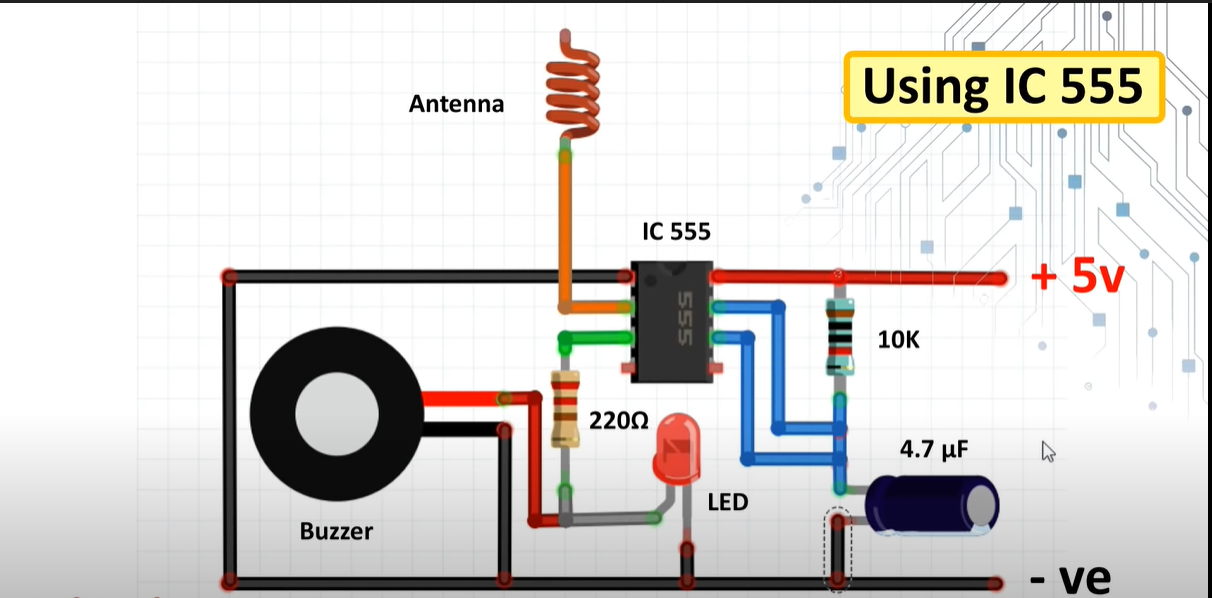 Using IC 555
Antenna
IC 555
+ 5v
555
10K
220Ω
4.7 µF
LED
Buzzer
- ve